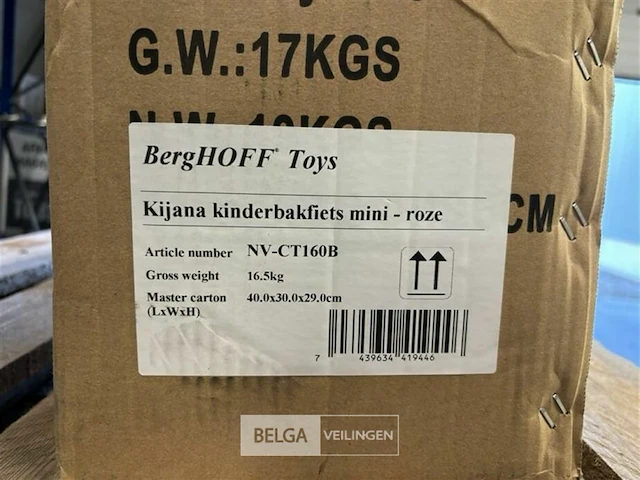 G.W.:17KGS
BergHOFF® Toys
Kijana kinderbakfiets mini - roze
Article number NV-CT160B
Gross weight 16.5kg
Master carton 40.0x30.0x29.0cm
(LxWxH)
7 439634 419446
CM
BELGA VEILINGEN